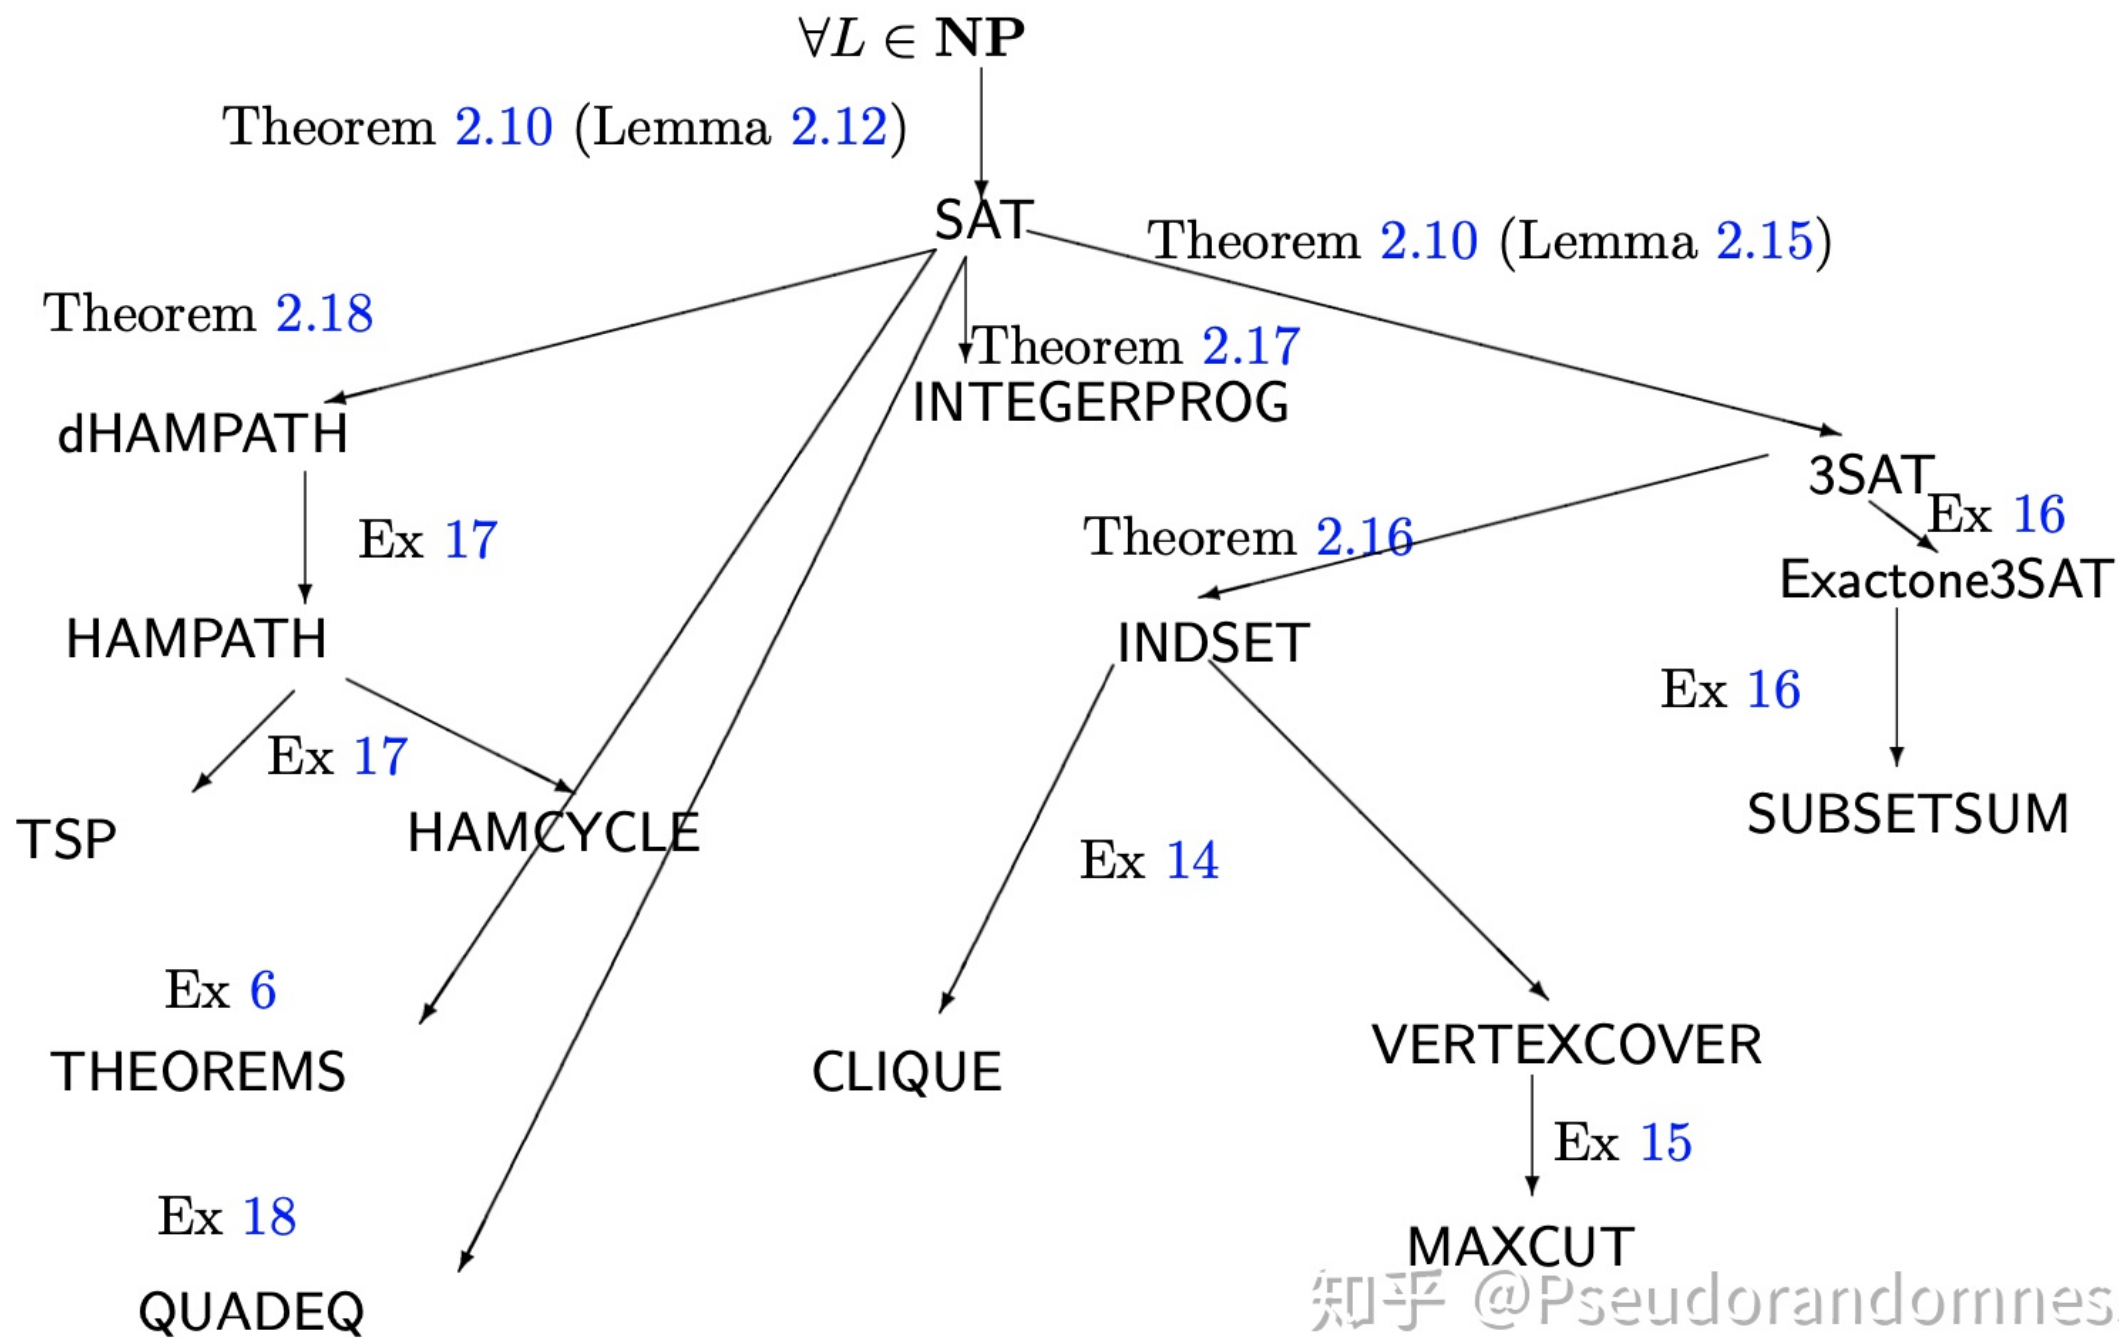 ∀L ∈ NP
Theorem 2.10 (Lemma 2.12)
SAT
Theorem 2.10 (Lemma 2.15)
Theorem 2.18
Theorem 2.17
INTEGERPROG
dHAMPATH
3SAT
Ex 16
Ex 17
Theorem 2.16
Exactone3SAT
HAMPATH
INDSET
Ex 16
Ex 17
TSP
HAMCYCLE
SUBSETSUM
Ex 14
Ex 6
THEOREMS
CLIQUE
VERTEXCOVER
Ex 15
Ex 18
MAXCUT
QUADEQ
知乎 @Pseudorandomnes